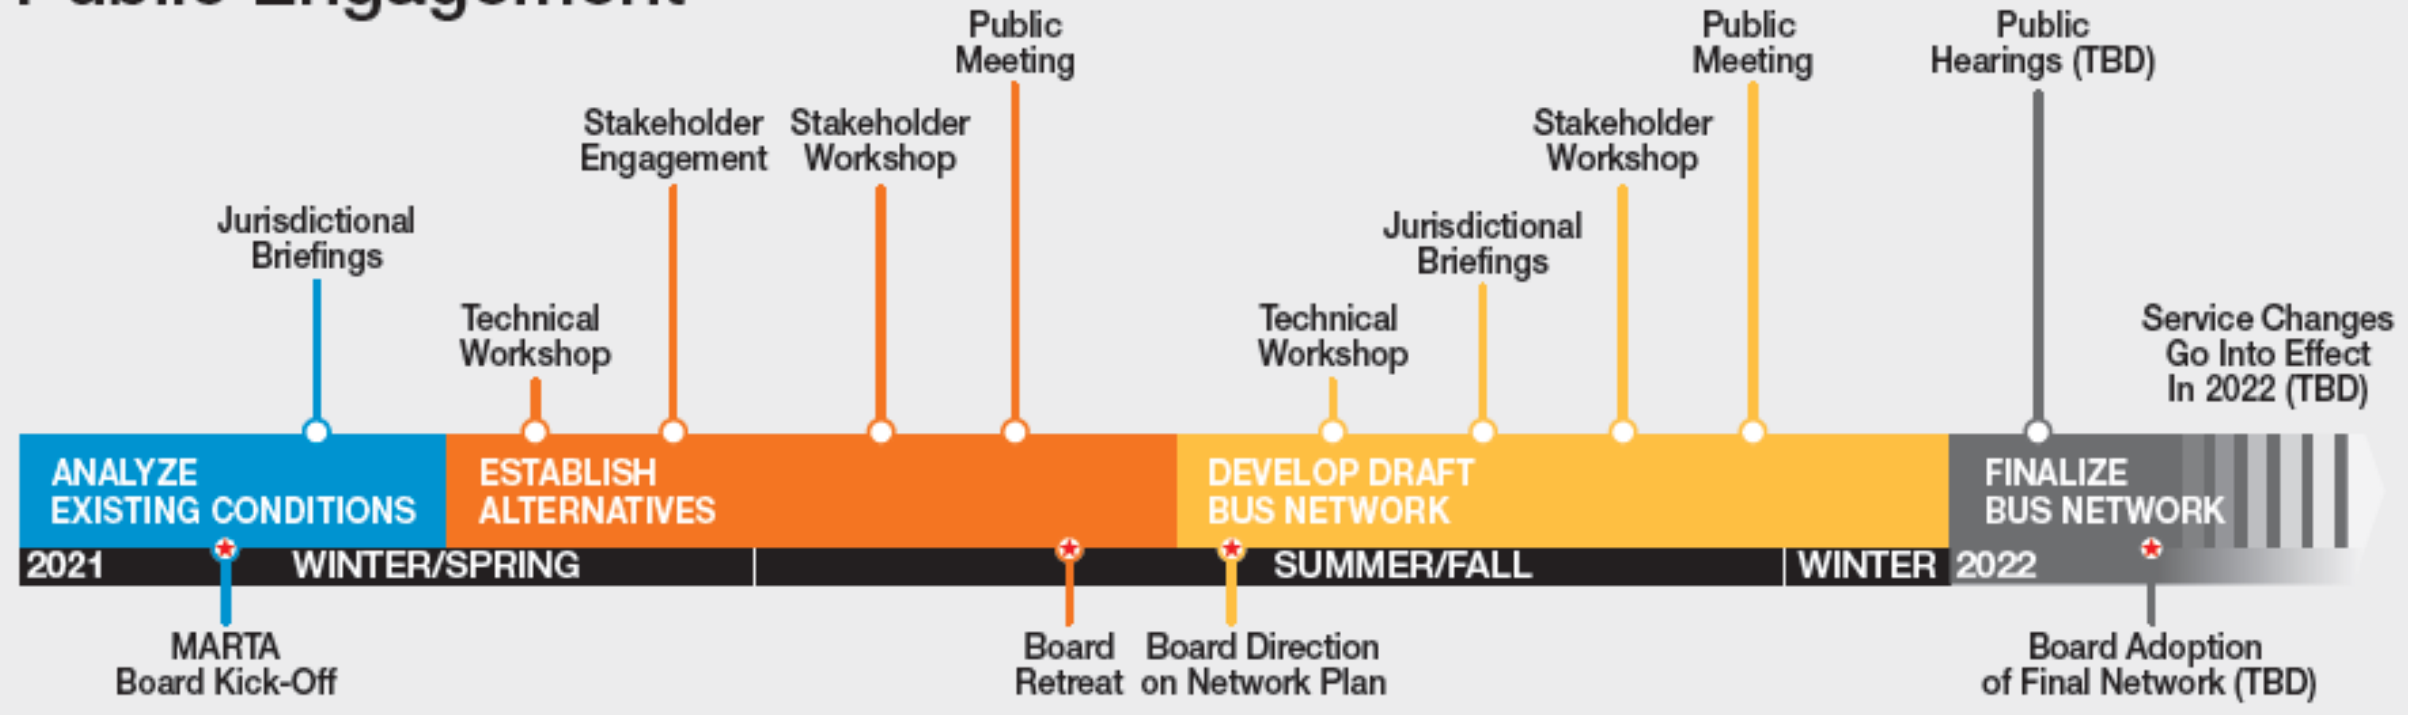 Public Engagement
Public
Meeting
Public
Meeting
Public
Hearings (TBD)
Stakeholder
Engagement
Stakeholder
Workshop
Stakeholder
Workshop
Jurisdictional
Briefings
Jurisdictional
Briefings
Technical
Workshop
Technical
Workshop
Service Changes
Go Into Effect
In 2022 (TBD)
ANALYZE
EXISTING CONDITIONS
ESTABLISH
ALTERNATIVES
DEVELOP DRAFT
BUS NETWORK
FINALIZE
BUS NETWORK
2021 WINTER/SPRING SUMMER/FALL WINTER 2022
MARTA
Board Kick-Off
Board
Retreat
Board Direction
on Network Plan
Board Adoption
of Final Network (TBD)